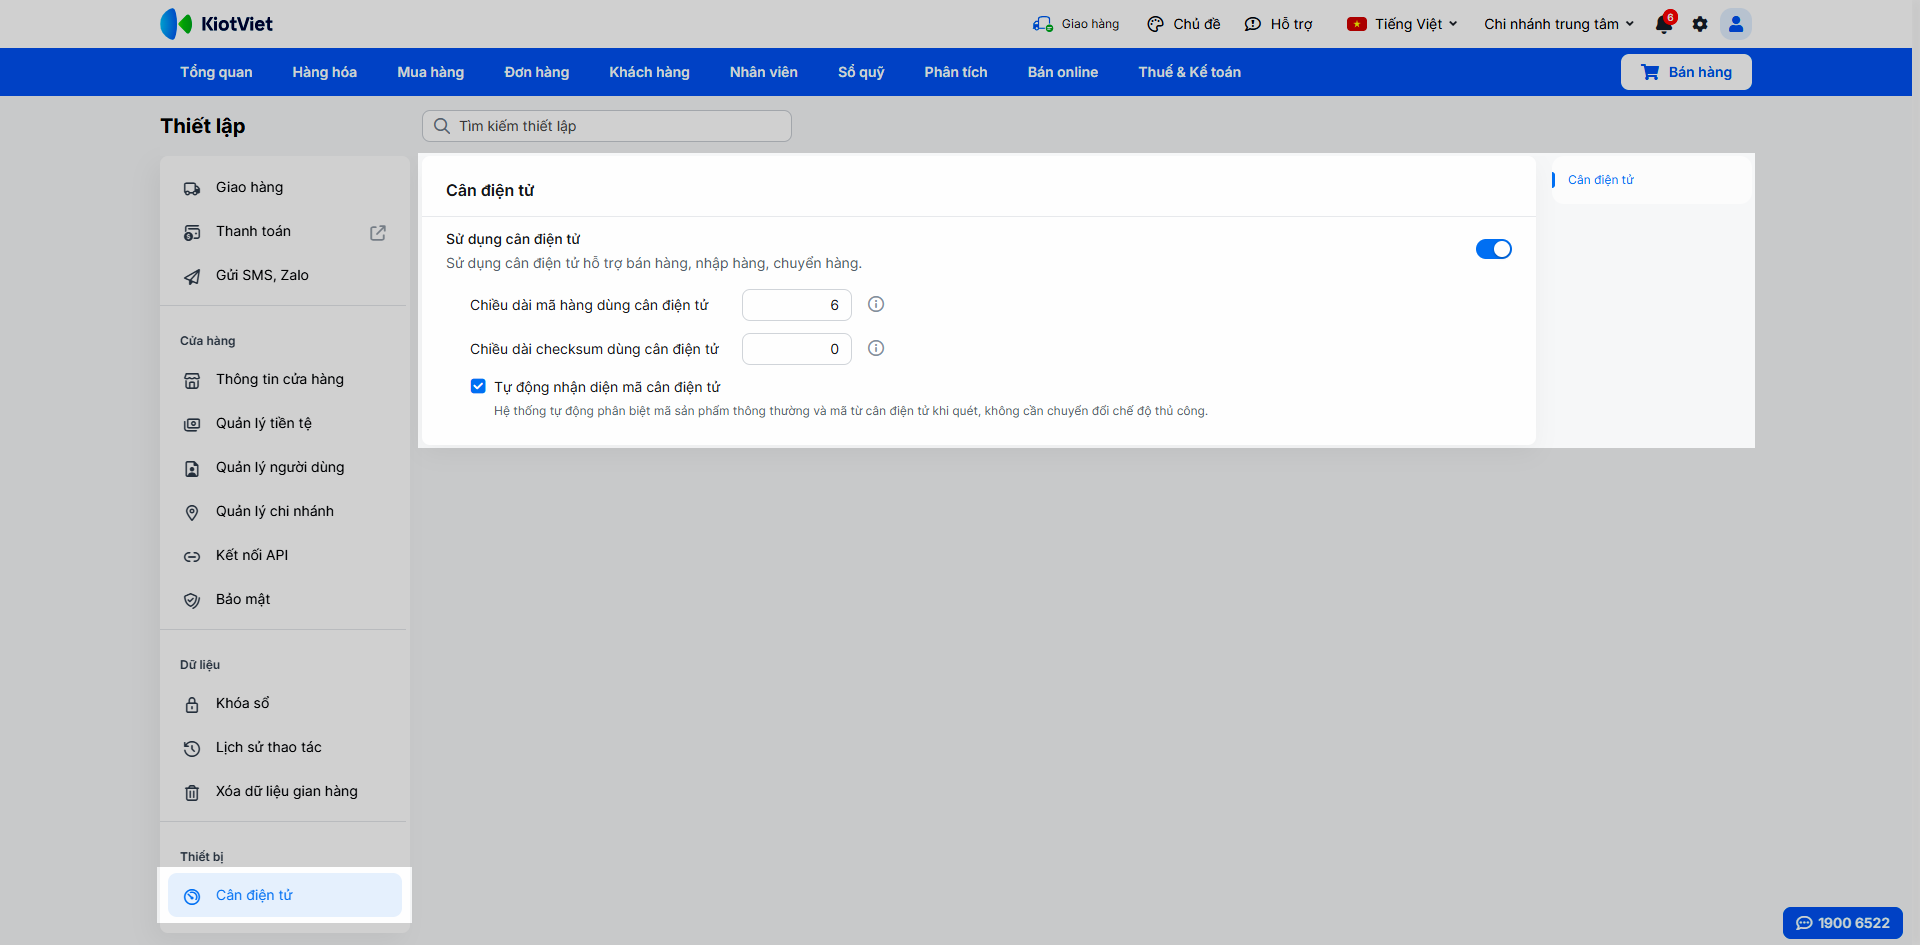 KiotViet
Giao hàng
Chủ đề
Hỗ trợ
Tiếng Việt
Chi nhánh trung tâm
6
Tổng quan
Hàng hóa
Mua hàng
Đơn hàng
Khách hàng
Nhân viên
Sổ quỹ
Phân tích
Bán online
Thuế & Kế toán
Bán hàng
Thiết lập
Tìm kiếm thiết lập
Giao hàng
Thanh toán
Gửi SMS, Zalo
Cửa hàng
Thông tin cửa hàng
Quản lý tiền tệ
Quản lý người dùng
Quản lý chi nhánh
Kết nối API
Bảo mật
Dữ liệu
Khóa sổ
Lịch sử thao tác
Xóa dữ liệu gian hàng
Thiết bị
Cân điện tử
Cân điện tử
Sử dụng cân điện tử
Sử dụng cân điện tử hỗ trợ bán hàng, nhập hàng, chuyển hàng.
Chiều dài mã hàng dùng cân điện tử
6
Chiều dài checksum dùng cân điện tử
0
Tự động nhận diện mã cân điện tử
Hệ thống tự động phân biệt mã sản phẩm thông thường và mã từ cân điện tử khi quét, không cần chuyển đổi chế độ thủ công.
Cân điện tử
1900 6522